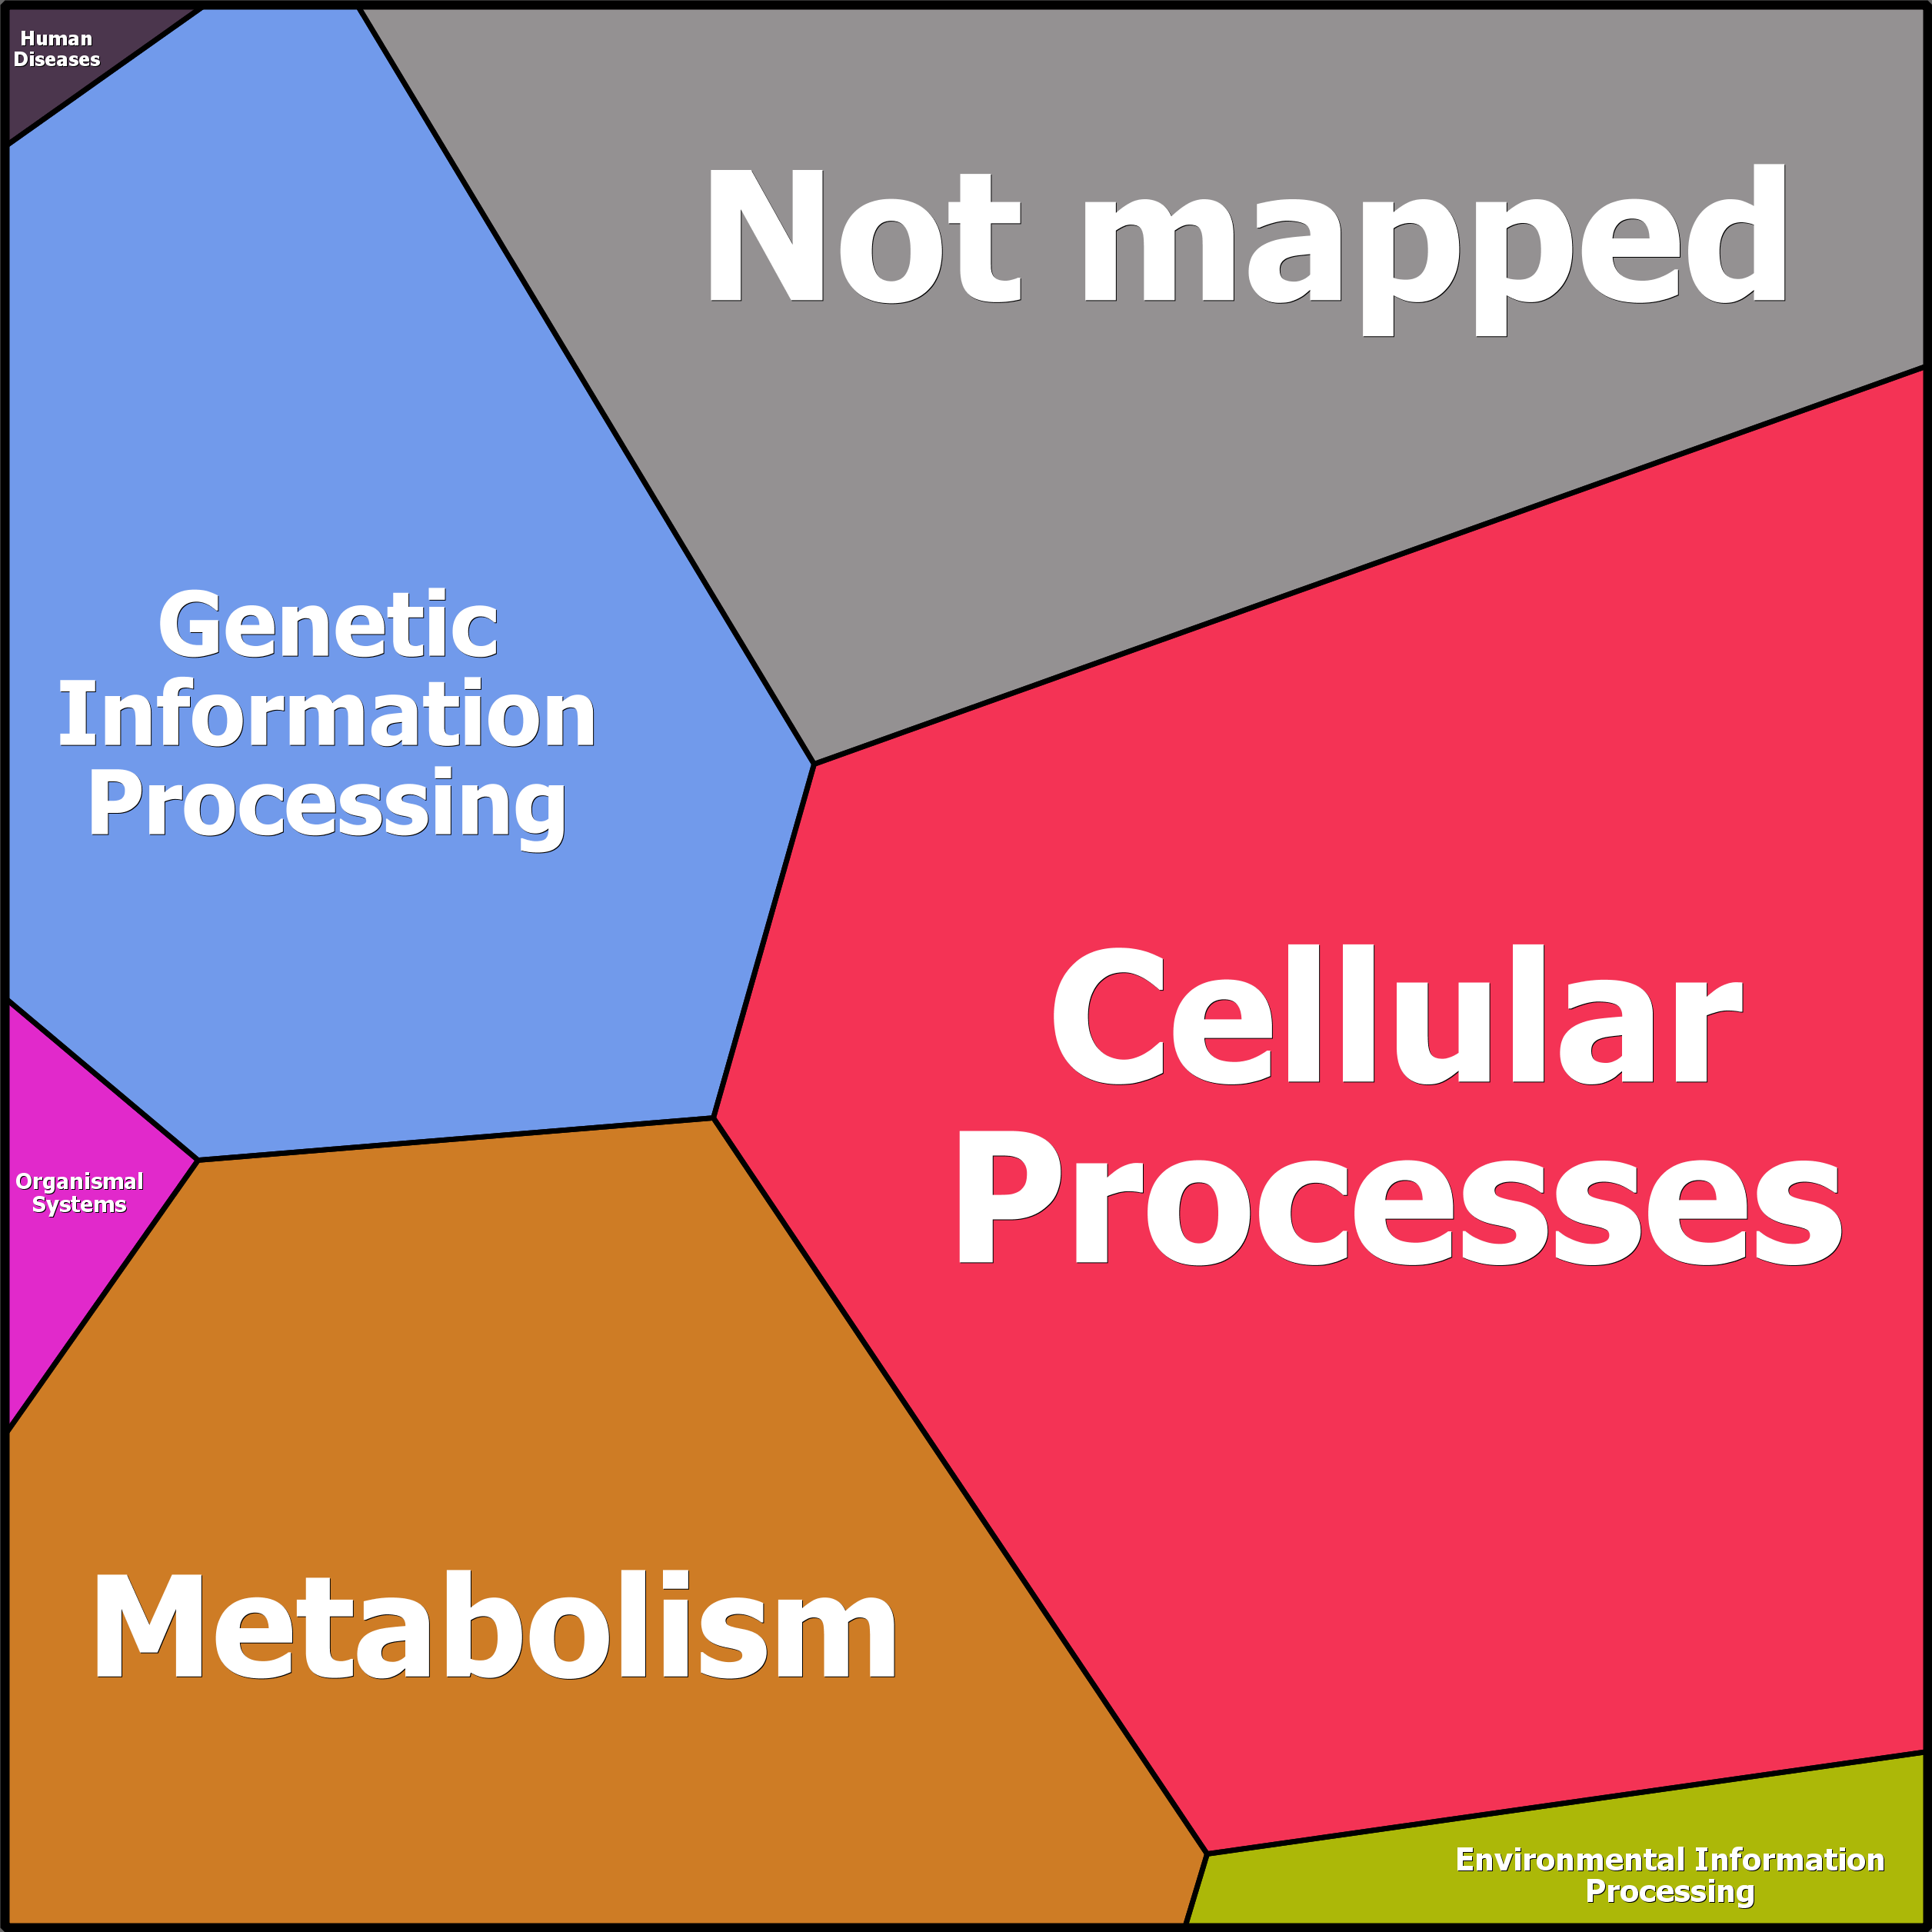 Human
Diseases
Not mapped
Genetic
Information
Processing
Cellular
Processes
Organismal
Systems
Metabolism
Environmental Information
Processing